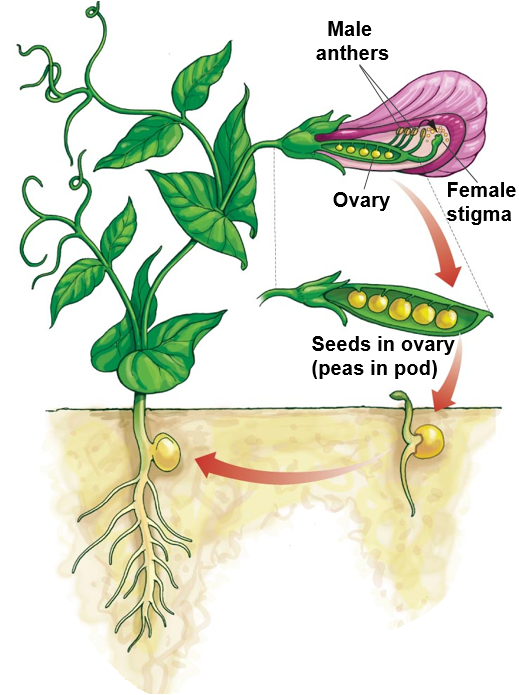 Male
anthers
Ovary
Female
stigma
Seeds in ovary
(peas in pod)